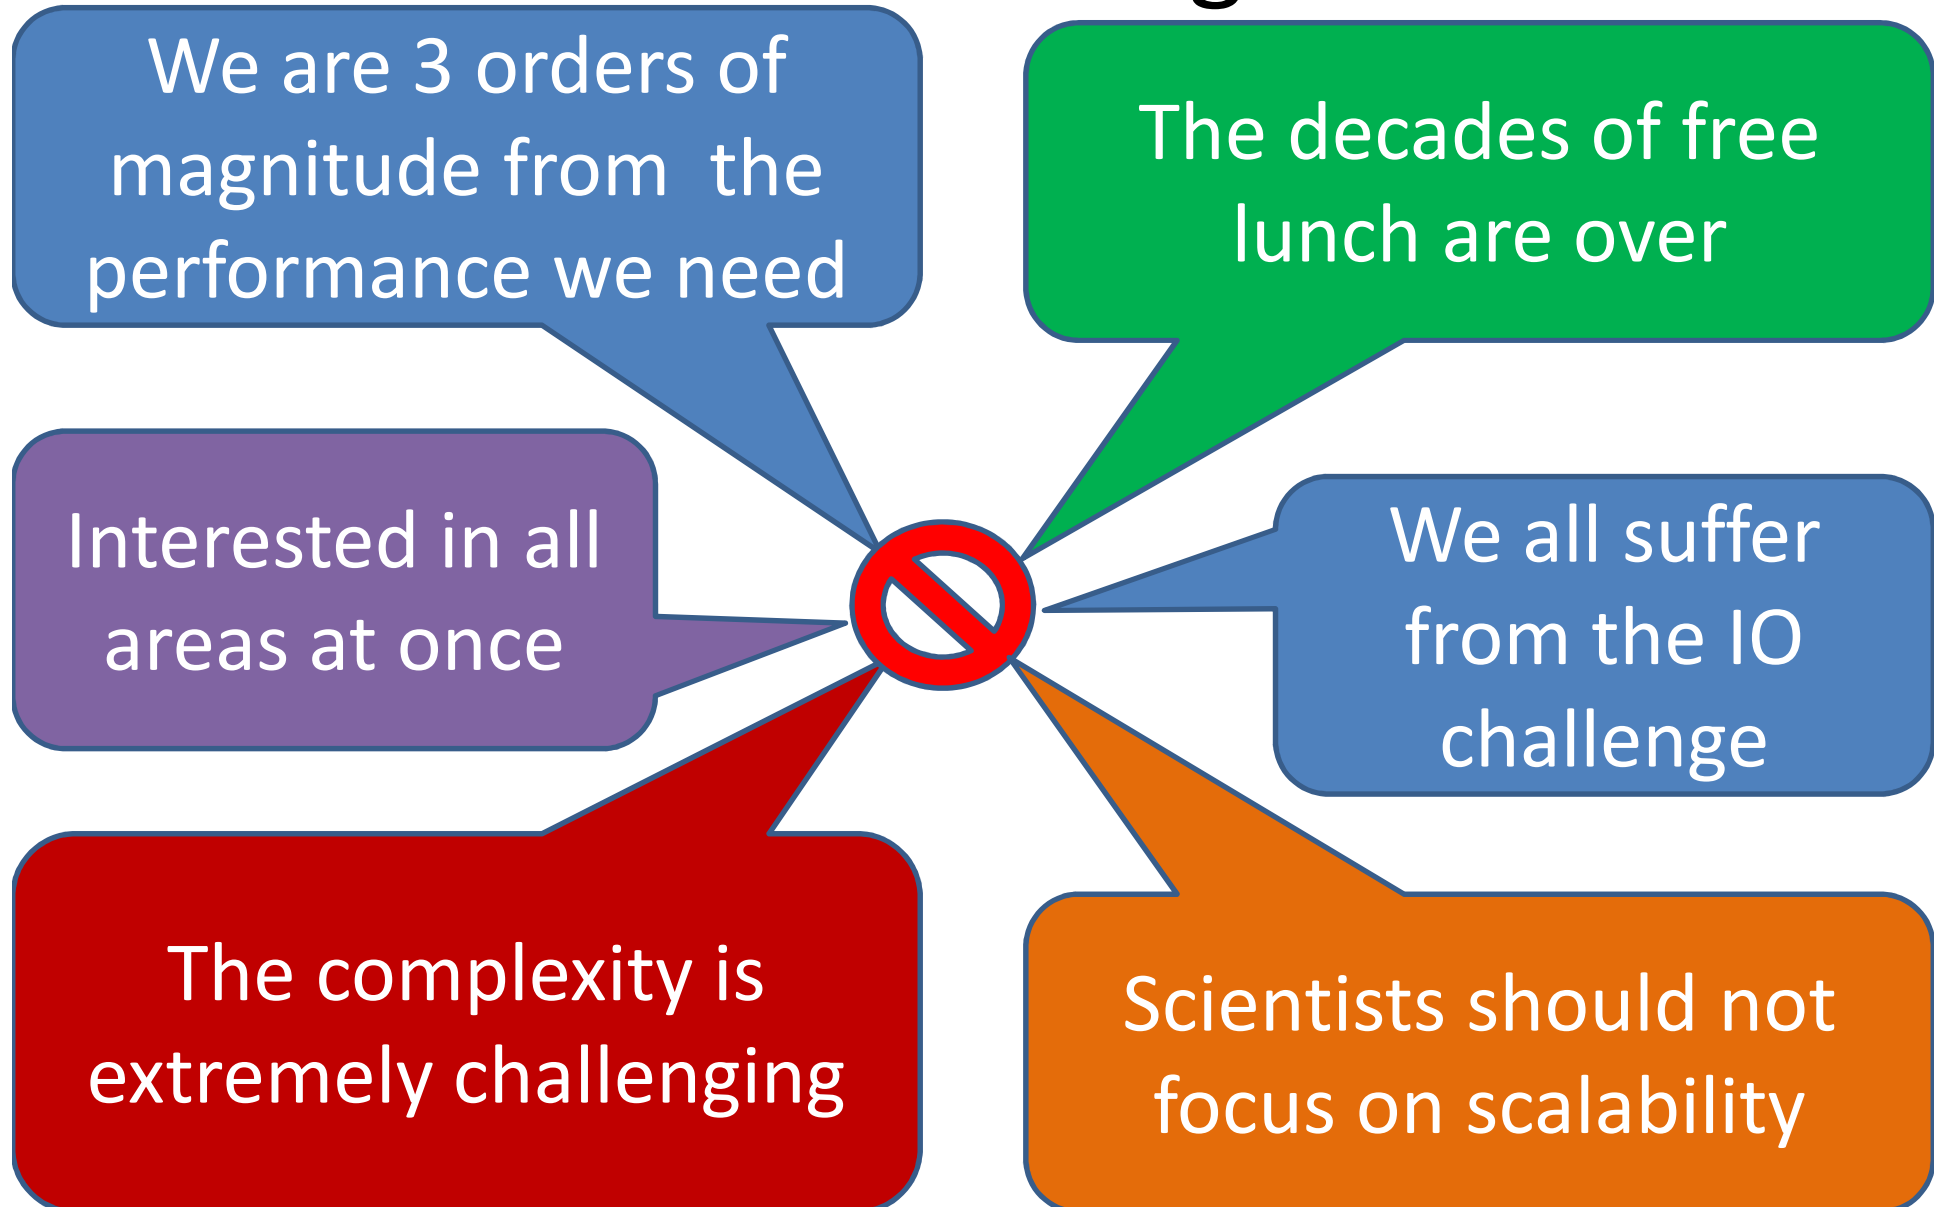 We are 3 orders of
magnitude from  the
performance we need
The decades of free
lunch are over
Interested in all
areas at once
We all suffer
from the IO
challenge
The complexity is
extremely challenging
Scientists should not
focus on scalability